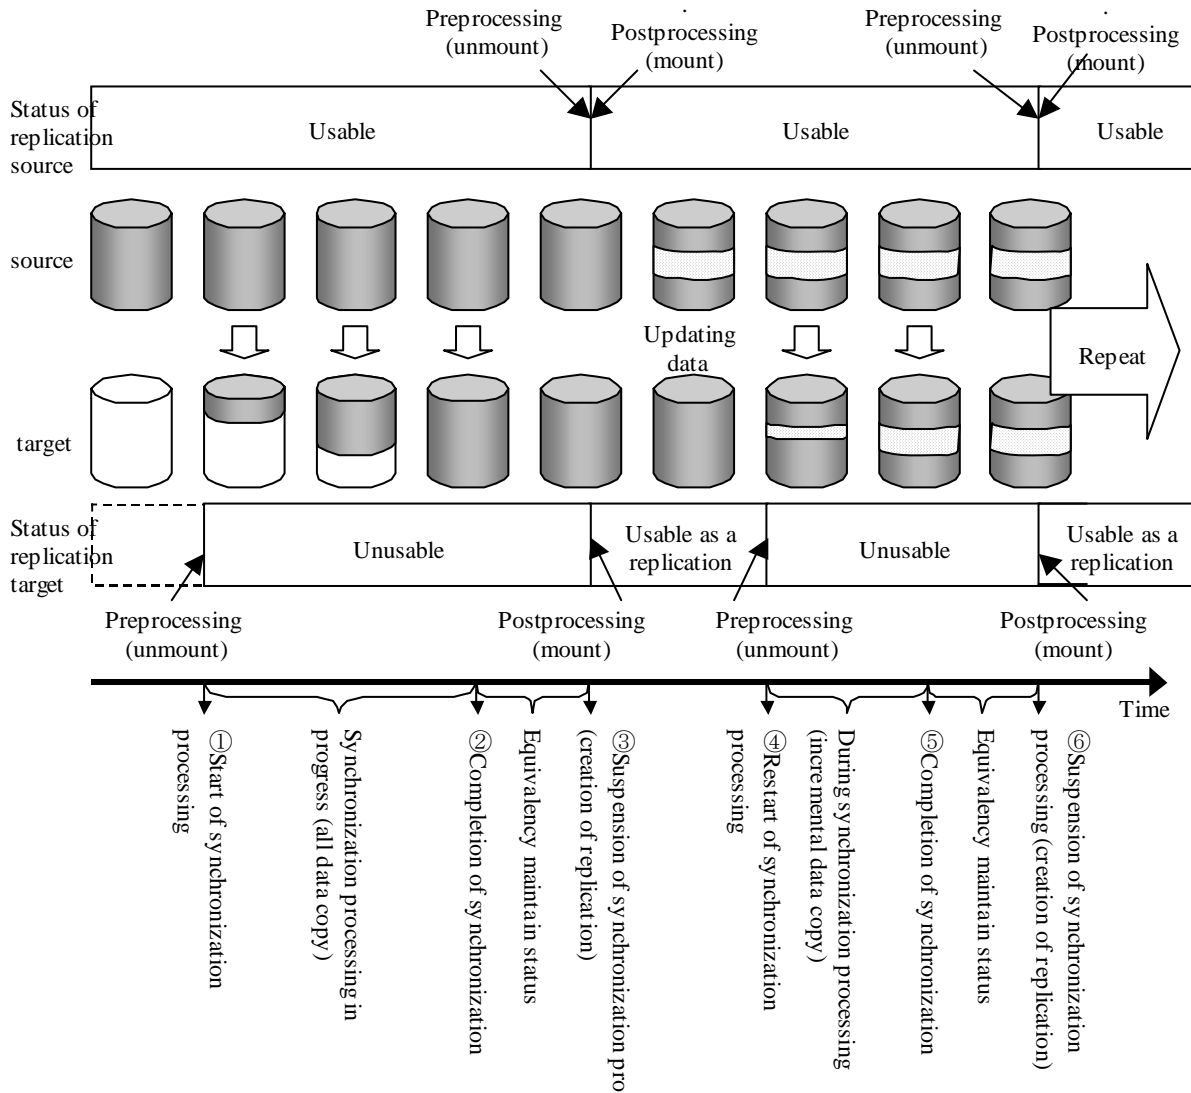 Preprocessing
(unmount)
Postprocessing
(mount)
Preprocessing
(unmount)
Postprocessing
(mount)
Status of
replication
source
Usable
Usable
Usable
source
Updating
data
Repeat
target
Status of
replication
target
Unusable
Usable as a
replication
Unusable
Usable as a
replication
Preprocessing
(unmount)
Postprocessing
(mount)
Preprocessing
(unmount)
Postprocessing
(mount)
Time
①Start of synchronization
processing
Synchronization processing in
progress (all data copy)
②Completion of synchronization
Equivalency maintain status
③Suspension of synchronization pro
(creation of replication)
④Restart of synchronization
processing
During synchronization processing
(incremental data copy)
⑤Completion of synchronization
Equivalency maintain status
⑥Suspension of synchronization
processing (creation of replication)